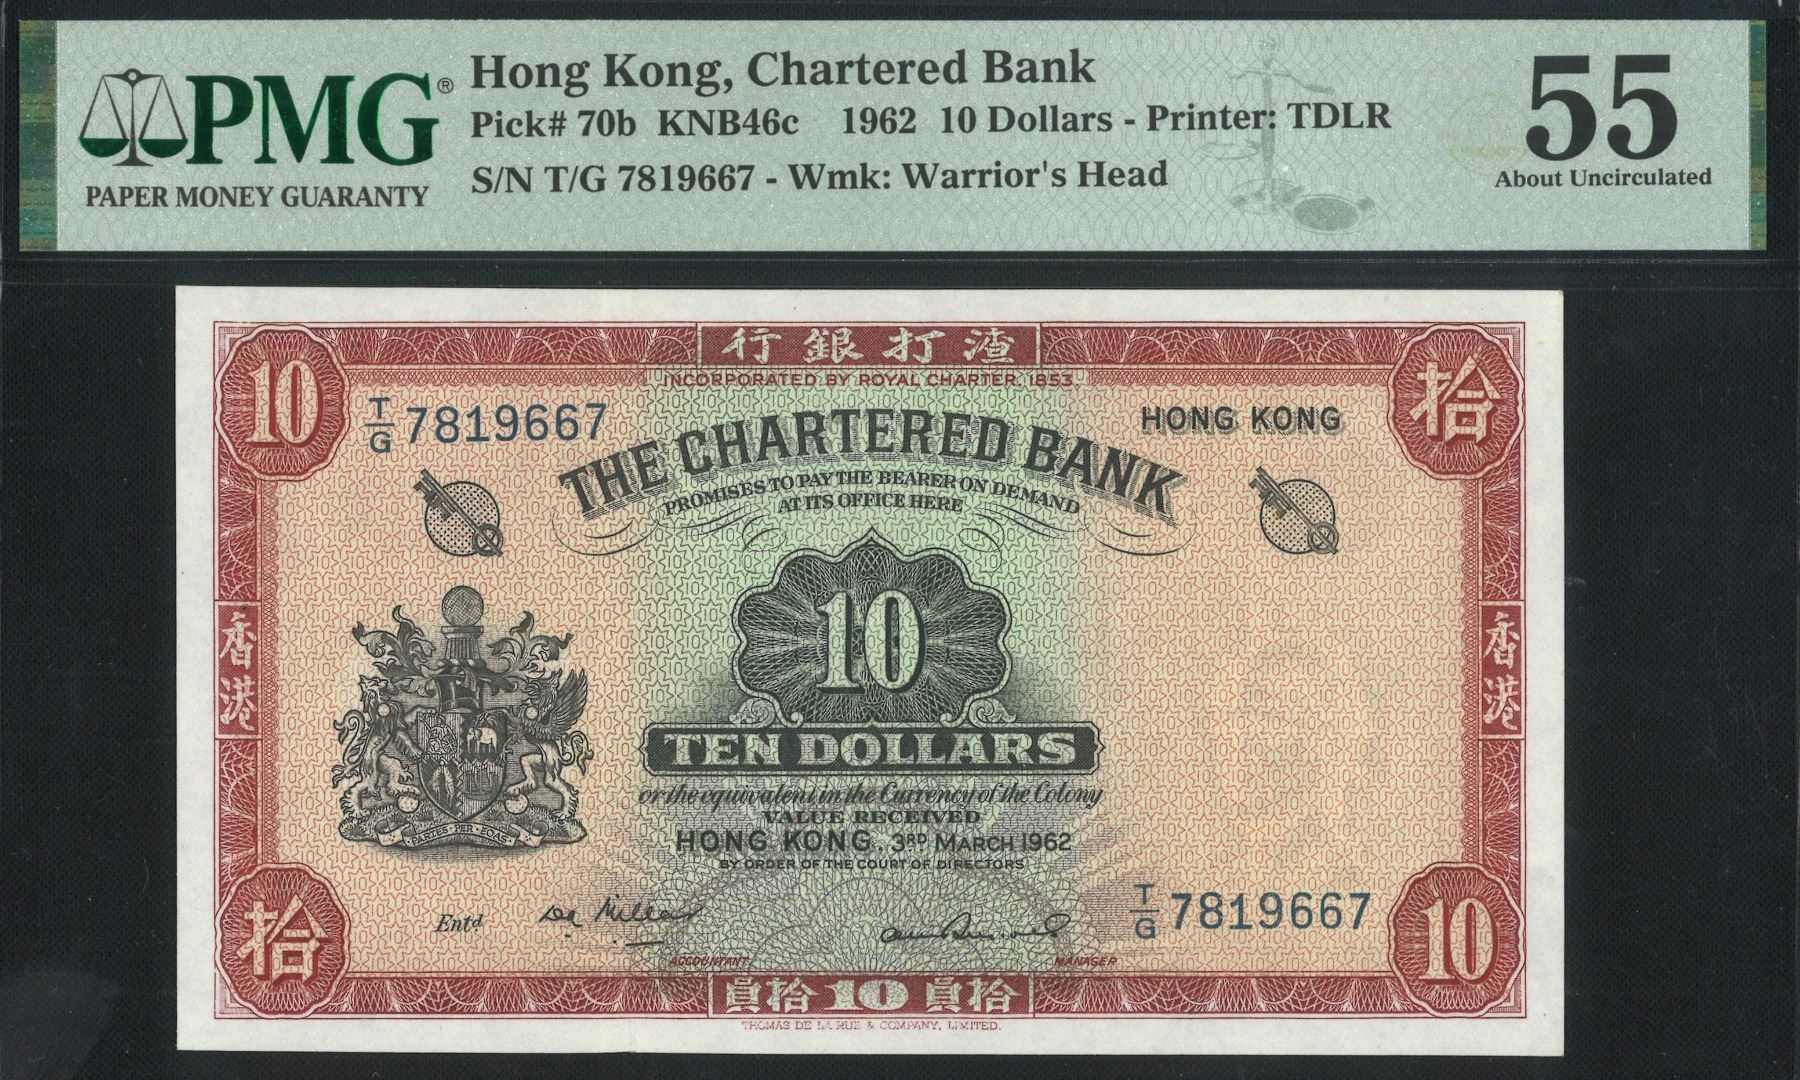 PMG®
PAPER MONEY GUARANTY
Hong Kong, Chartered Bank
Pick# 70b KNB46c 1962 10 Dollars - Printer: TDLR
S/N T/G 7819667 - Wmk: Warrior's Head
55
About Uncirculated
行銀打渣
INCORPORATED BY ROYAL CHARTER 1853.
10
拾
T/G 7819667
HONG KONG
THE CHARTERED BANK
PROMISES TO PAY THE BEARER ON DEMAND
AT ITS OFFICE HERE
10
香港
香港
TEN DOLLARS
or the equivalent in the Currency of the Colony
VALUE RECEIVED
PARTES·PER·EOAS
HONG KONG, 3RD MARCH 1962
BY ORDER OF THE COURT OF DIRECTORS
T/G 7819667
Entd
拾
10
ACCOUNTANT
MANAGER
員拾10員拾
THOMAS DE LA RUE & COMPANY, LIMITED.